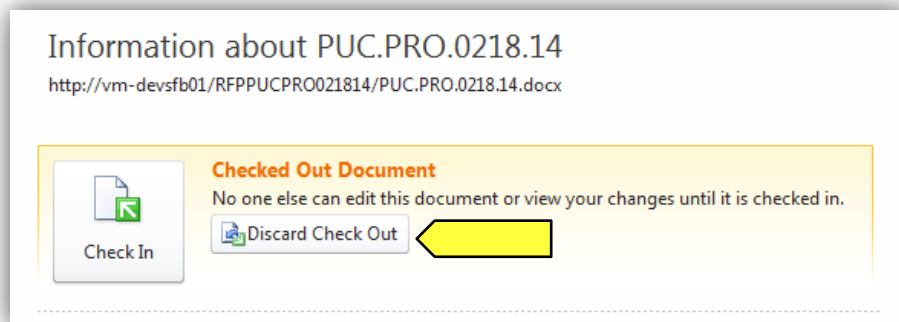 Information about PUC.PRO.0218.14
http://vm-devsfb01/RFPPUCPRO021814/PUC.PRO.0218.14.docx
Checked Out Document
No one else can edit this document or view your changes until it is checked in.
Discard Check Out
Check In